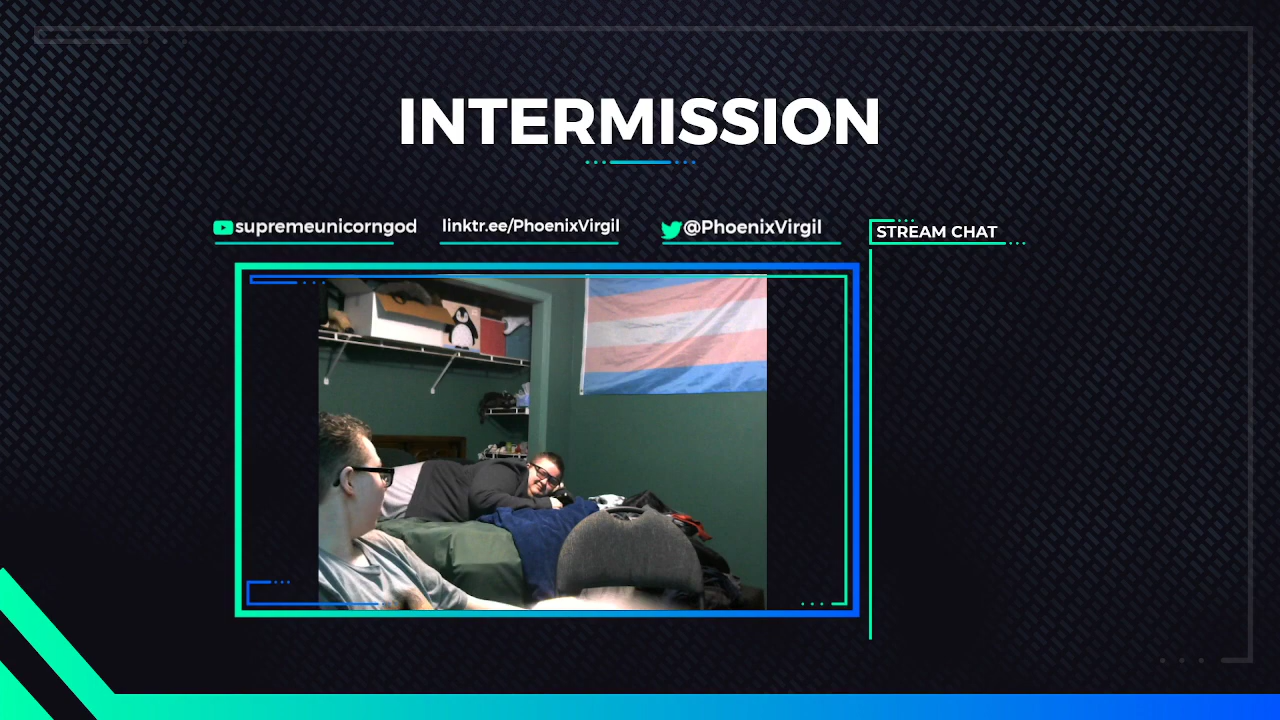 INTERMISSION
supremeunicorngod
linktr.ee/PhoenixVirgil
@PhoenixVirgil
STREAM CHAT